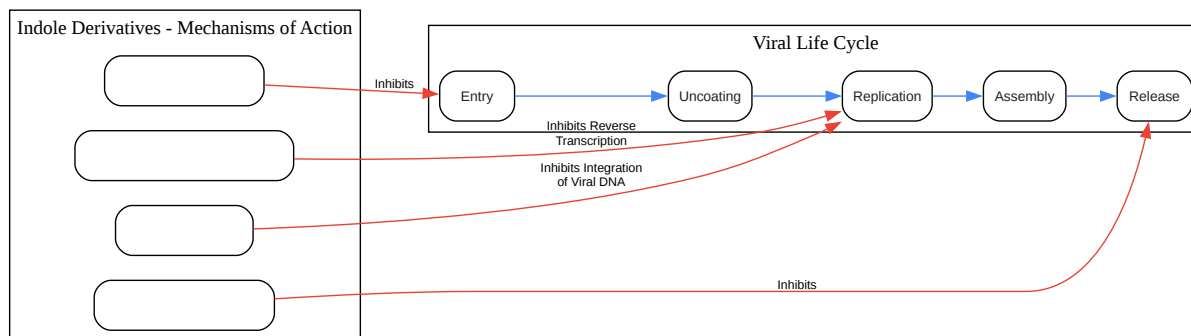 Indole Derivatives - Mechanisms of Action
Viral Life Cycle
Inhibits
Entry
Uncoating
Replication
Assembly
Release
Inhibits Reverse
Transcription
Inhibits Integration
of Viral DNA
Inhibits